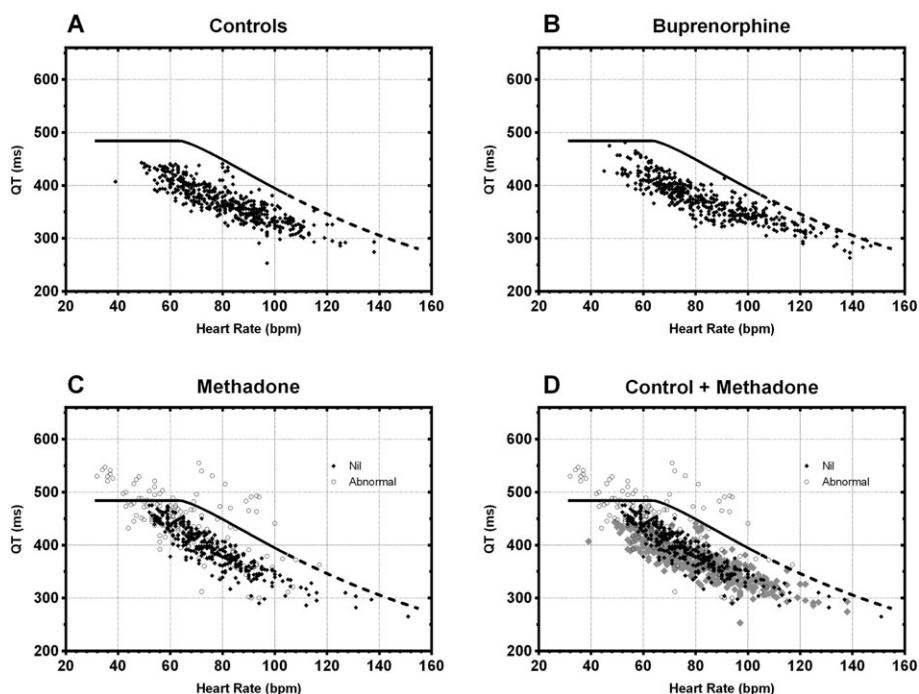 A
Controls
B
Buprenorphine
600
500
400
300
200
QT (ms)
20 40 60 80 100 120 140 160
Heart Rate (bpm)
600
500
400
300
200
QT (ms)
20 40 60 80 100 120 140 160
Heart Rate (bpm)
C
Methadone
D
Control + Methadone
Nil
Abnormal
600
500
400
300
200
QT (ms)
20 40 60 80 100 120 140 160
Heart Rate (bpm)
Nil
Abnormal
600
500
400
300
200
QT (ms)
20 40 60 80 100 120 140 160
Heart Rate (bpm)